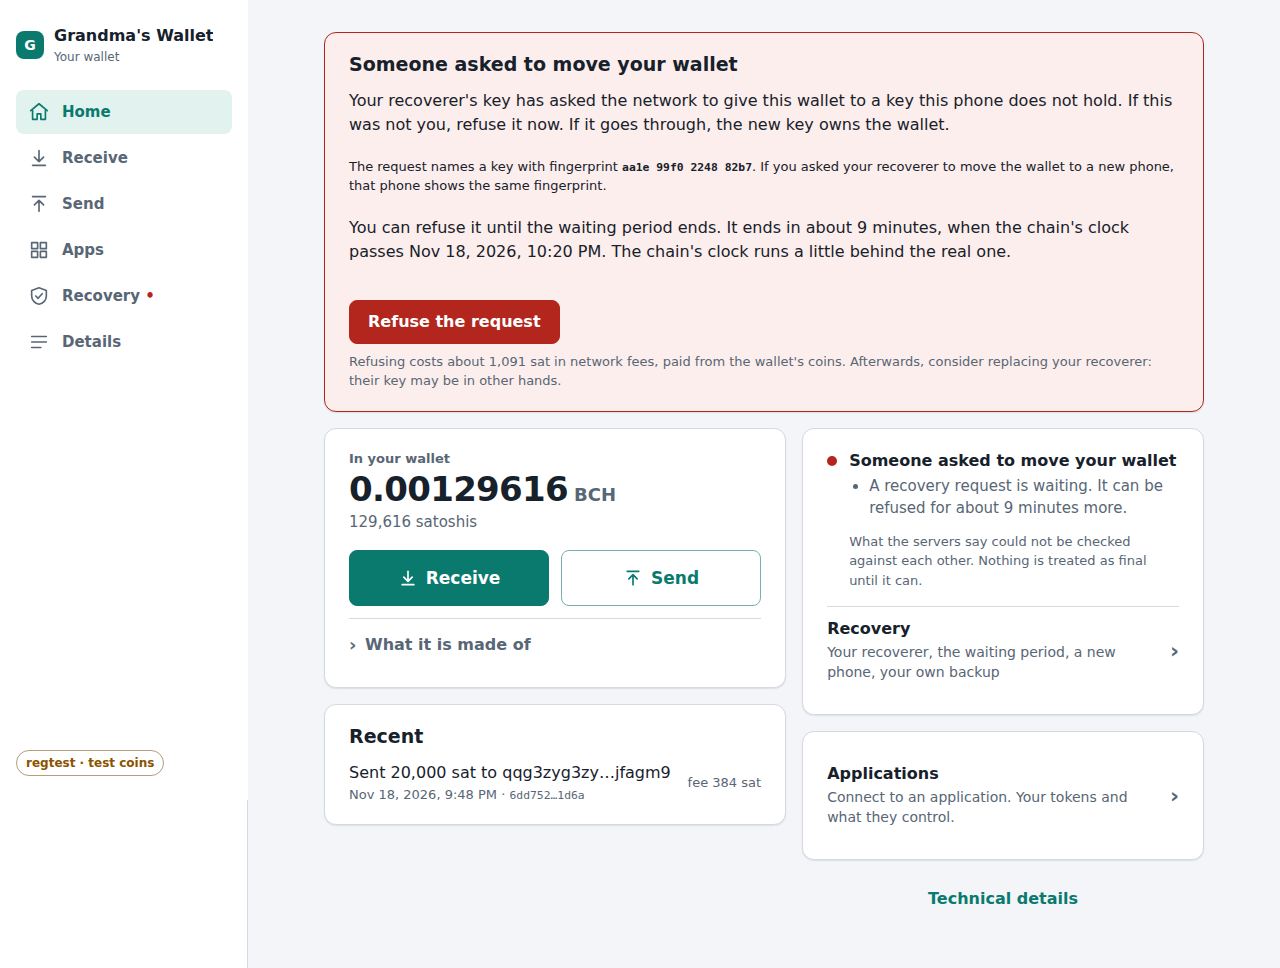 G
Grandma's Wallet
Your wallet
Home
Receive
Send
Apps
Recovery •
Details
regtest · test coins
Someone asked to move your wallet
Your recoverer's key has asked the network to give this wallet to a key this phone does not hold. If this
was not you, refuse it now. If it goes through, the new key owns the wallet.
The request names a key with fingerprint aa1e 99f0 2248 82b7. If you asked your recoverer to move the wallet to a new phone,
that phone shows the same fingerprint.
You can refuse it until the waiting period ends. It ends in about 9 minutes, when the chain's clock
passes Nov 18, 2026, 10:20 PM. The chain's clock runs a little behind the real one.
Refuse the request
Refusing costs about 1,091 sat in network fees, paid from the wallet's coins. Afterwards, consider replacing your recoverer:
their key may be in other hands.
In your wallet
0.00129616 BCH
129,616 satoshis
Receive
Send
› What it is made of
Recent
Sent 20,000 sat to qqg3zyg3zy…jfagm9
Nov 18, 2026, 9:48 PM · 6dd752…1d6a
fee 384 sat
Someone asked to move your wallet
• A recovery request is waiting. It can be
refused for about 9 minutes more.
What the servers say could not be checked
against each other. Nothing is treated as final
until it can.
Recovery
Your recoverer, the waiting period, a new
phone, your own backup
›
Applications
Connect to an application. Your tokens and
what they control.
›
Technical details